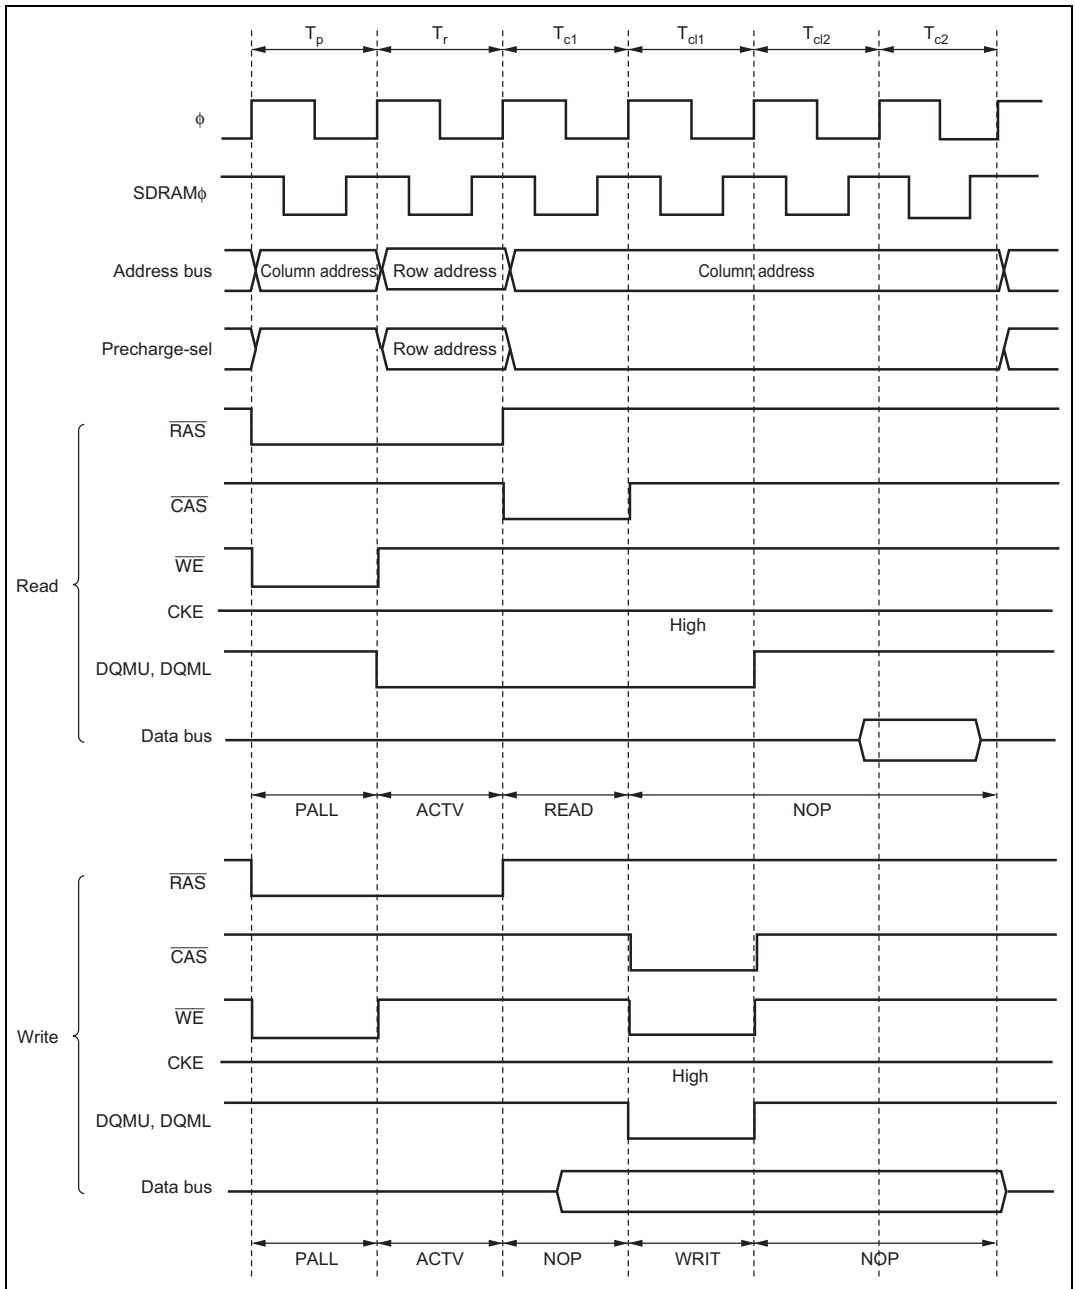 Tp Tr Tc1 Tcl1 Tcl2 Tc2
ϕ
SDRAMϕ
Address bus Column address Row address Column address
Precharge-sel Row address
Read
RAS
CAS
WE
CKE High
DQMU, DQML
Data bus
PALL ACTV READ NOP
Write
RAS
CAS
WE
CKE High
DQMU, DQML
Data bus
PALL ACTV NOP WRIT NOP